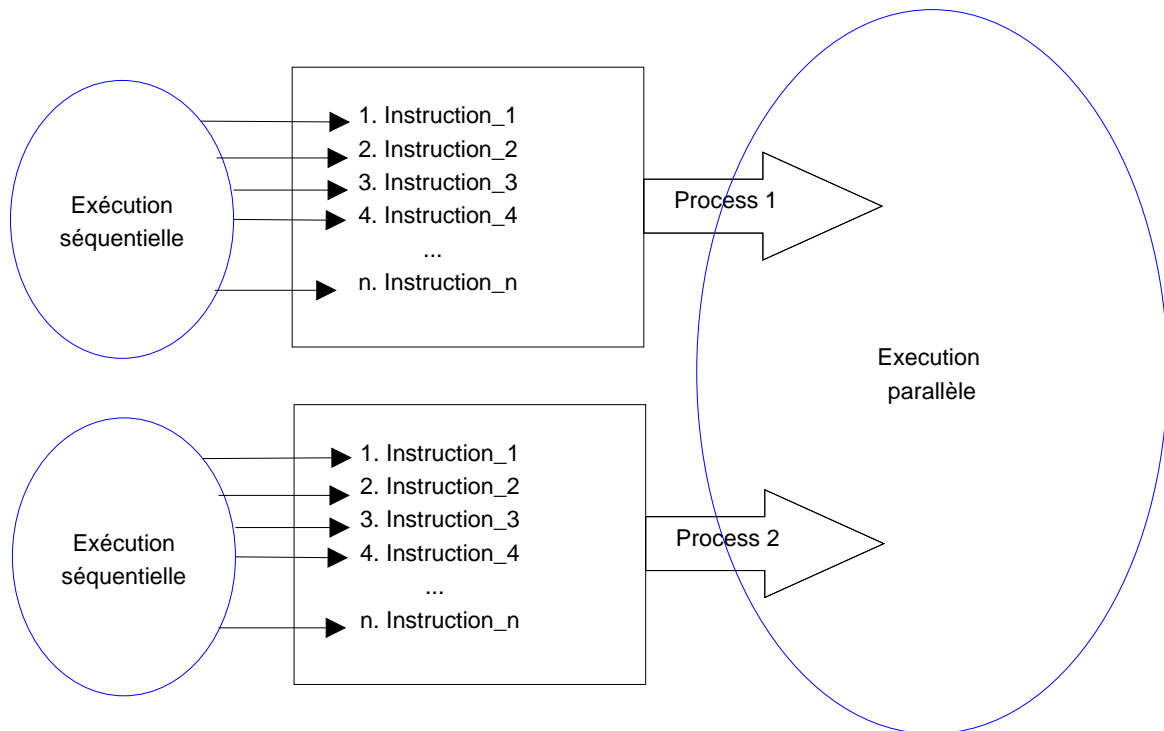 Exécution
séquentielle
1. Instruction_1
2. Instruction_2
3. Instruction_3
4. Instruction_4
...
n. Instruction_n
Process 1
Execution
parallèle
Exécution
séquentielle
1. Instruction_1
2. Instruction_2
3. Instruction_3
4. Instruction_4
...
n. Instruction_n
Process 2